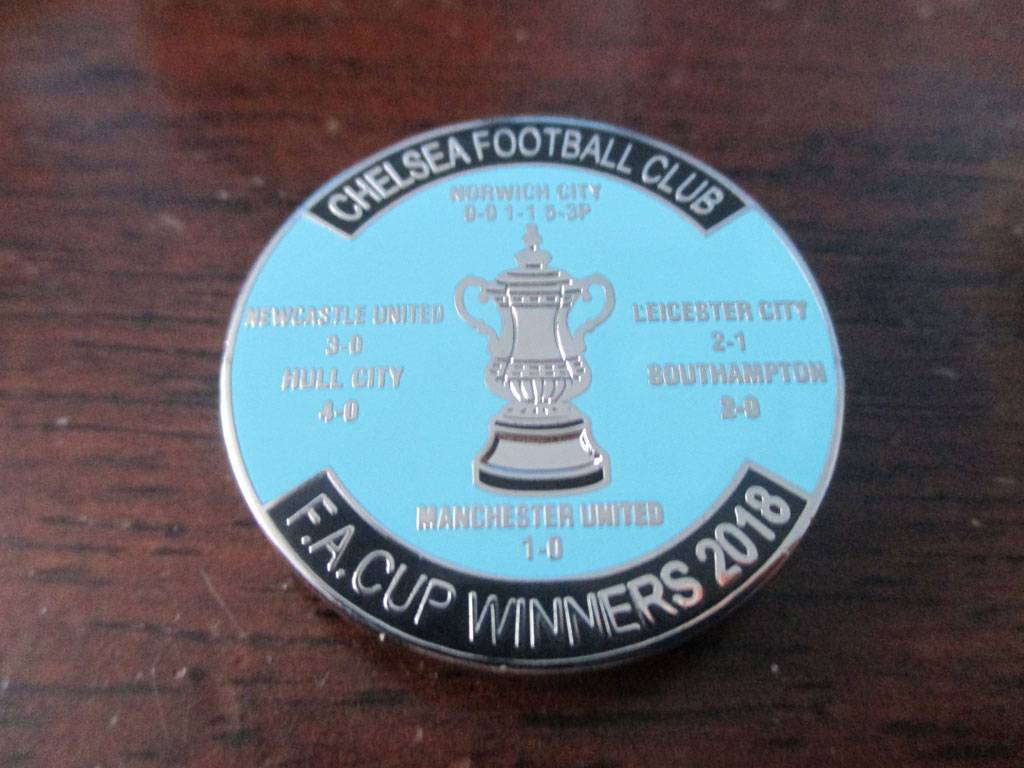 CHELSEA FOOTBALL CLUB
NORWICH CITY
0-0 1-1 5-3P
NEWCASTLE UNITED
3-0
HULL CITY
4-0
LEICESTER CITY
2-1
SOUTHAMPTON
2-0
MANCHESTER UNITED
1-0
F.A.CUP WINNERS 2018